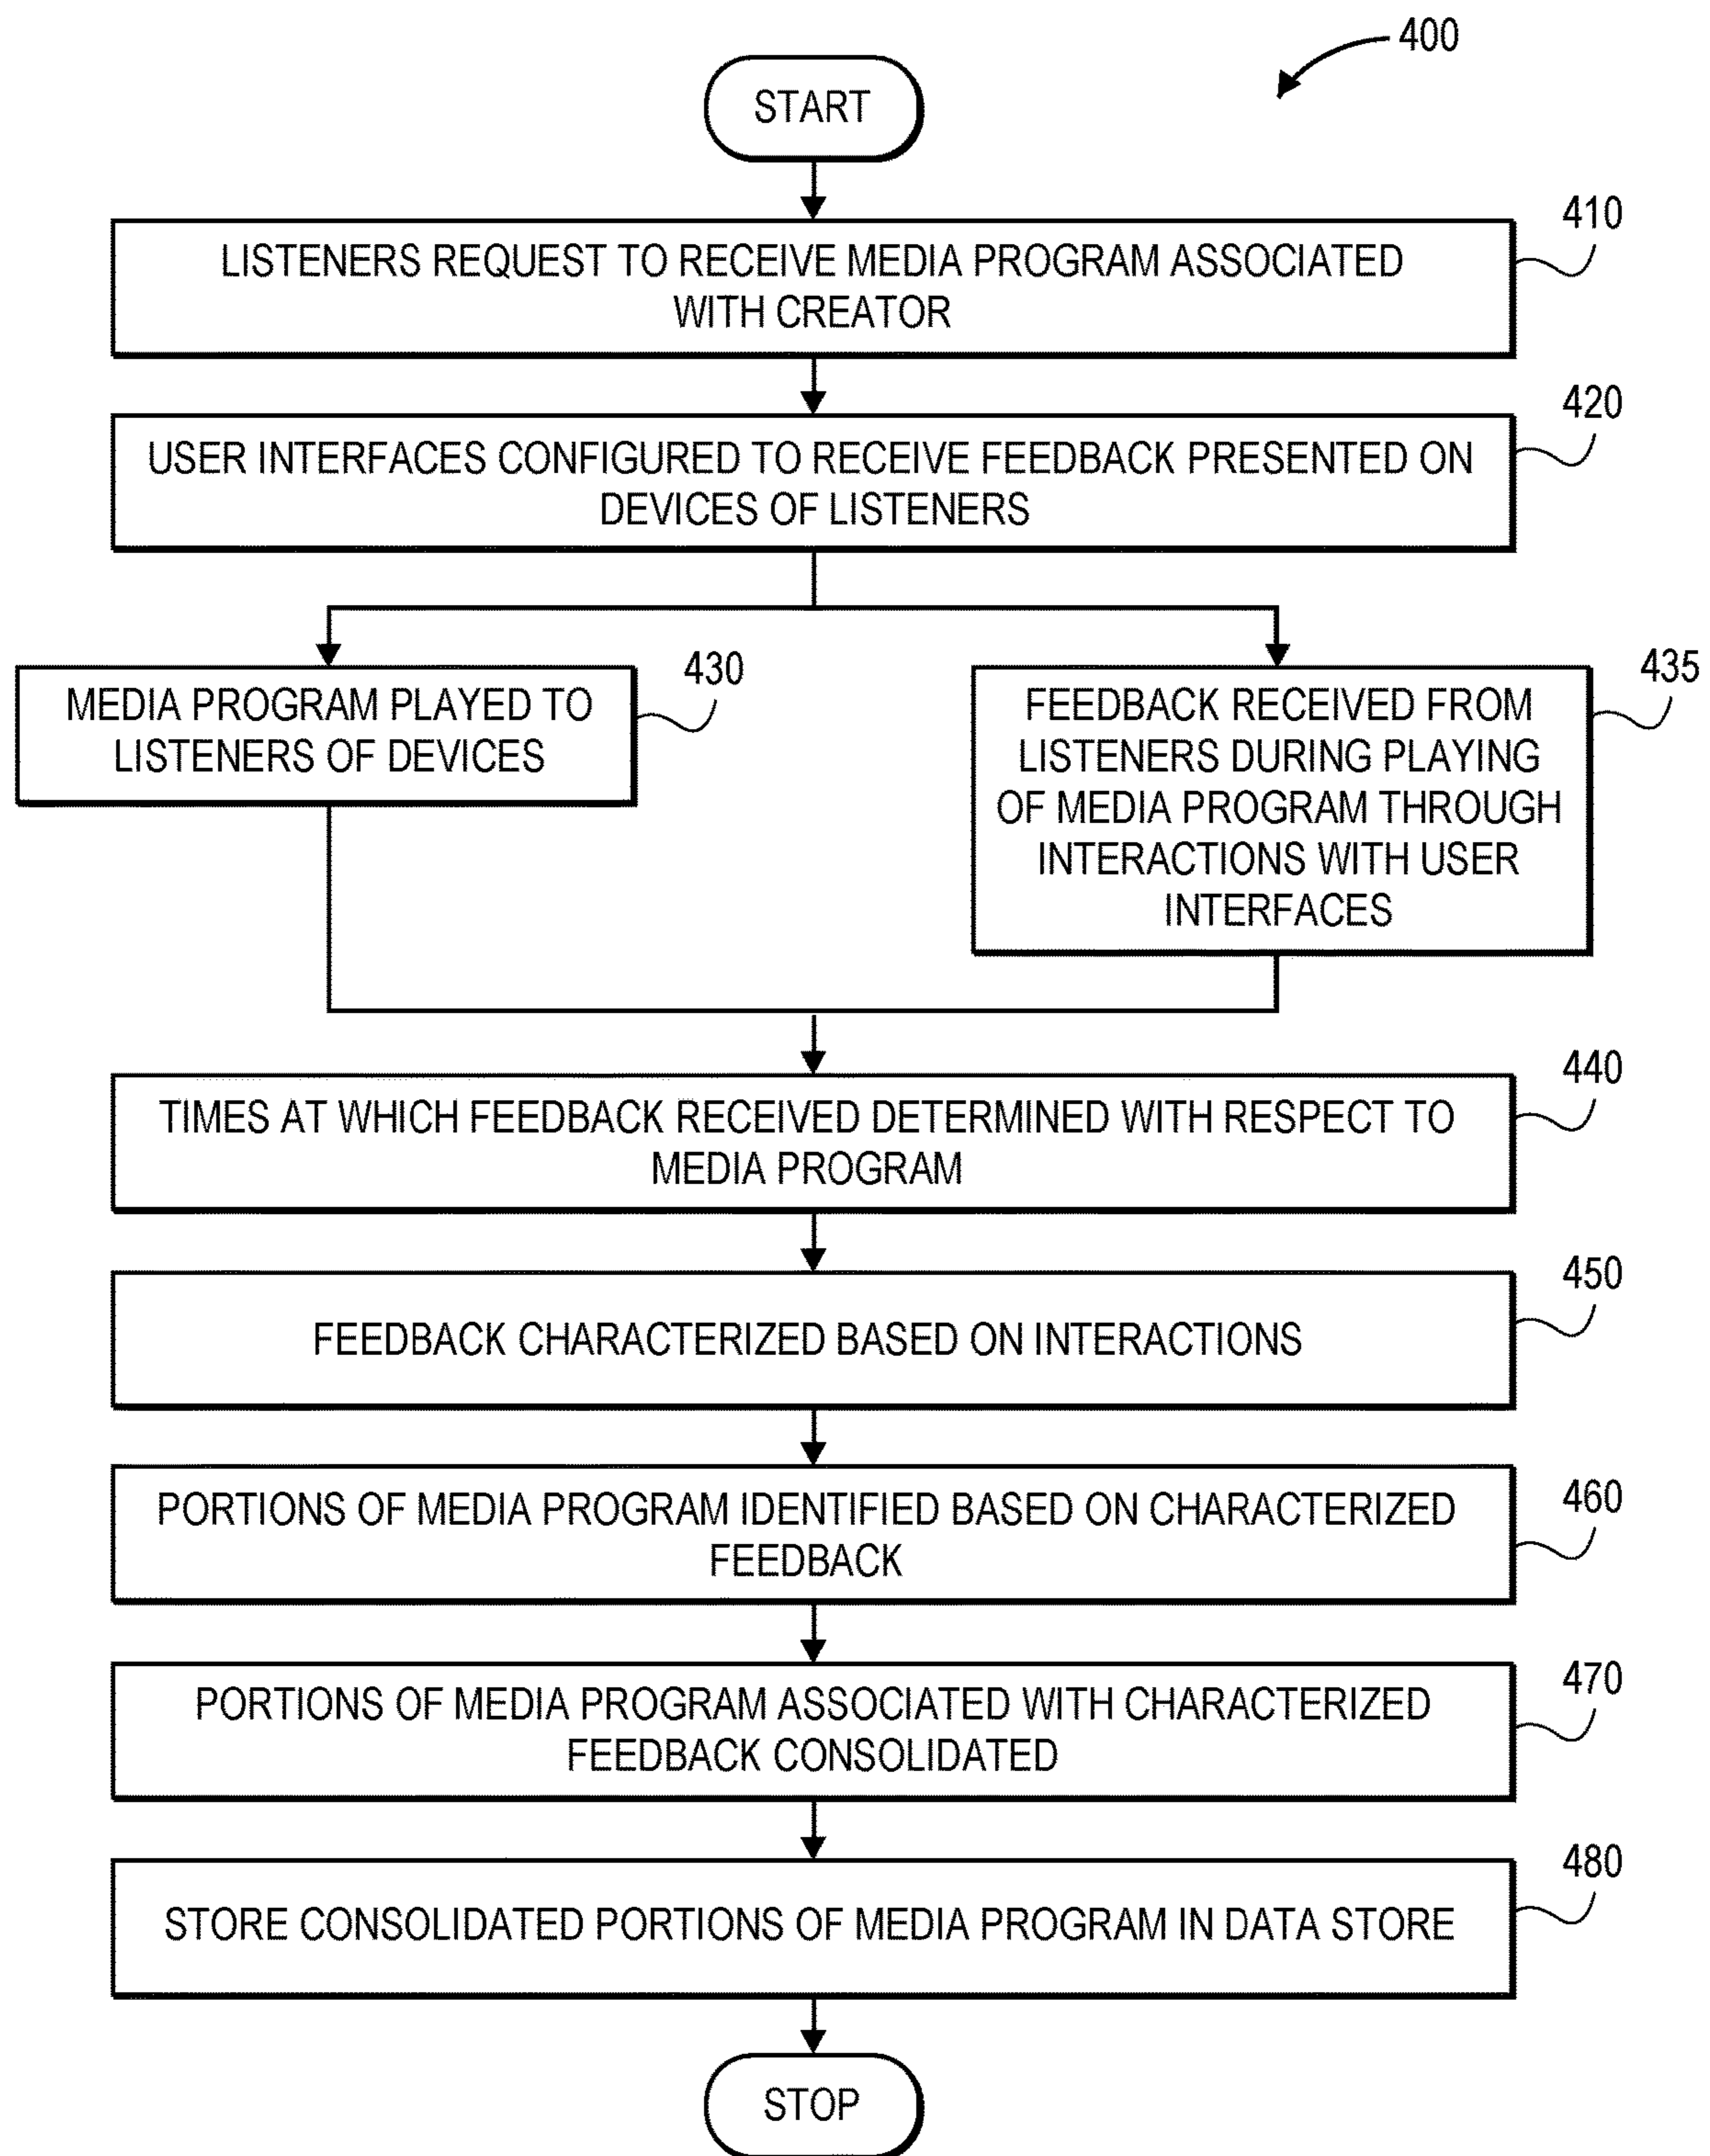 400
START
410
LISTENERS REQUEST TO RECEIVE MEDIA PROGRAM ASSOCIATED
WITH CREATOR
420
USER INTERFACES CONFIGURED TO RECEIVE FEEDBACK PRESENTED ON
DEVICES OF LISTENERS
430
MEDIA PROGRAM PLAYED TO
LISTENERS OF DEVICES
435
FEEDBACK RECEIVED FROM
LISTENERS DURING PLAYING
OF MEDIA PROGRAM THROUGH
INTERACTIONS WITH USER
INTERFACES
440
TIMES AT WHICH FEEDBACK RECEIVED DETERMINED WITH RESPECT TO
MEDIA PROGRAM
450
FEEDBACK CHARACTERIZED BASED ON INTERACTIONS
460
PORTIONS OF MEDIA PROGRAM IDENTIFIED BASED ON CHARACTERIZED
FEEDBACK
470
PORTIONS OF MEDIA PROGRAM ASSOCIATED WITH CHARACTERIZED
FEEDBACK CONSOLIDATED
480
STORE CONSOLIDATED PORTIONS OF MEDIA PROGRAM IN DATA STORE
STOP